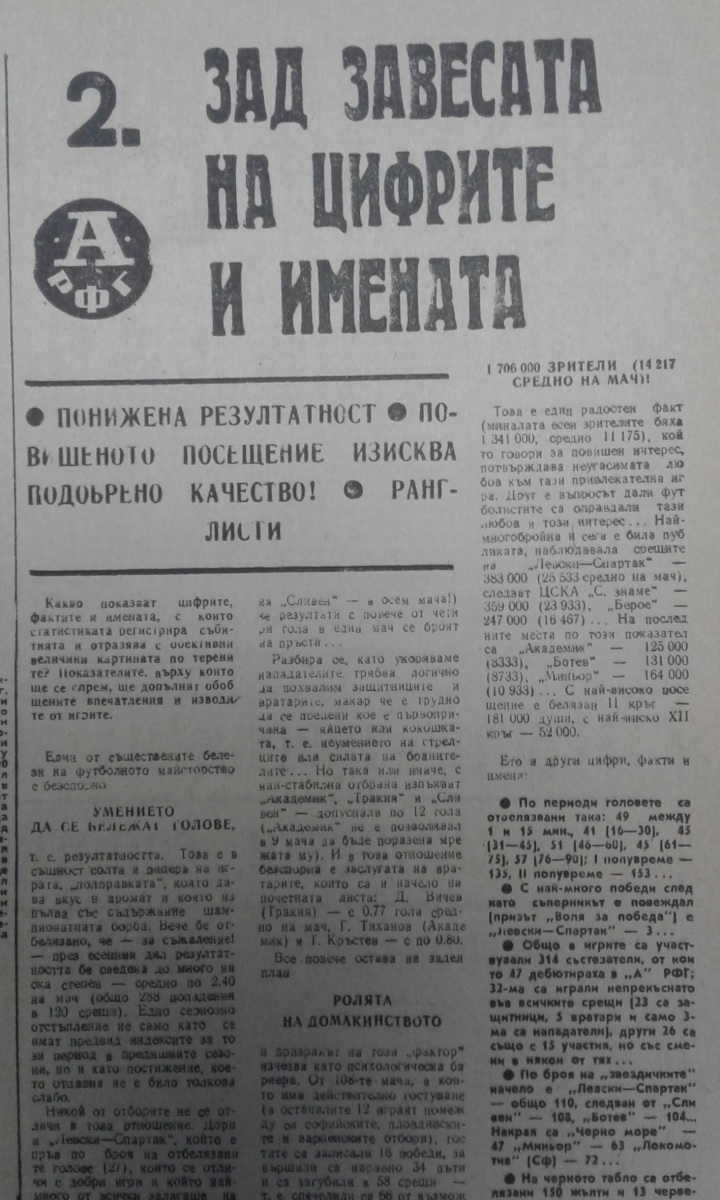 2.
ЗАД ЗАВЕСАТА
НА ЦИФРИТЕ
И ИМЕНАТА
А
РФГ
● ПОНИЖЕНА РЕЗУЛТАТНОСТ ● ПО-
ВИШЕНОТО ПОСЕЩЕНИЕ ИЗИСКВА
ПОДОБРЕНО КАЧЕСТВО! ● РАНГ-
ЛИСТИ
Какво показват цифрите,
фактите и имената, с които
статистиката регистрира съби-
тията и отразява с обективни
величини картината по терени
те? Показателите, върху които
ще се спрем, ще допълнят обоб
щените впечатления и изводи
те от игрите.
Един от съществените беле-
зи на футболното майсторство
е безспорно
УМЕНИЕТО
ДА СЕ БЕЛЕЖАТ ГОЛОВЕ,
т. е. резултатността. Това е в
същност солта и пипера на иг-
рата, „подправката", която да-
ва вкус и аромат и която из
пълва със съдържание шам-
пионатната борба. Вече бе от-
белязано, че — за съжаление!
— през есенния дял резултат-
ността бе сведена до много ни
ска степен — средно по 2.40
на мач (общо 288 попадения
в 120 срещи). Едно сериозно
отстъпление не само като се
имат предвид индексите за то
зи период в предишните сезо-
ни, но и като постижение, кое-
то отдавна не е било толкова
слабо.
Никой от отборите не се от-
личи в това отношение. Дори
и „Левски—Спартак", който е
пръв по броя на отбелязани
те голове (27), които се отли-
чи с добри игри и който най-
много от всички залагаше на
на „Сливен" — в осем мача!)
че резултати с повече от чети
ри гола в един мач се броят
на пръсти...
Разбира се, като укоряваме
нападателите, трябва логично
да похвалим защитниците и
вратарите, макар че е трудно
да се прецени кое е първопри-
чина — яйцето или кокошка-
та, т. е. неумението на стрел-
ците или силата на браните-
лите... Но така или иначе, с
най-стабилна отбрана изпъкват
„Академик", „Тракия" и „Сли
вен" — допуснали по 12 гола
(„Академик" не е позволявал
в 9 мача да бъде поразена мре
жата му). И в това отношение
безспорна е заслугата на вра-
тарите, които са и начело на
почетната листа: Д. Вичев
(Тракия) — с 0.77 гола сред-
но на мач, Г. Тиханов (Акаде
мик) и Т. Кръстев — с по 0.80.
Все повече остава на заден
план
РОЛЯТА
НА ДОМАКИНСТВОТО
и призракът на този „фактор"
изчезва като психологическа ба
риера. От 108-те мача, в кои-
то има действително гостуване
(в останалите 12 играят помеж
ду си софийските, пловдивски-
те и варненските отбори), гос
тите са записали 16 победи, за
вършили са наравно 34 пъти
и са загубили в 58 срещи —
т. е. спечелили са 66 от възмож
1 706 000 ЗРИТЕЛИ (14 217
СРЕДНО НА МАЧ)!
Това е един радостен факт
(миналата есен зрителите бяха
1 341 000, средно 11 175), кой
то говори за повишен интерес,
потвърждава неугасимата лю
бов към тази привлекателна иг
ра. Друг е въпросът дали фут
болистите са оправдали тази
любов и този интерес... Най-
многобройна и сега е била пуб
ликата, наблюдавала срещите
на „Левски—Спартак" —
383 000 (25 533 средно на мач),
следват ЦСКА „С. знаме" —
359 000 (23 933), „Берое" —
247 000 (16 467)... На послед
ните места по този показател
са „Академик" — 125 000
(8333), „Ботев" — 131 000
(8733), „Миньор" — 164 000
(10 933)... С най-високо посе
щение е белязан II кръг —
181 000 души, с най-ниско XII
кръг — 52 000.
Ето и други цифри, факти и
имена:
● По периоди головете са
отбелязвани така: 49 между
1 и 15 мин., 41 (16—30), 45
(31—45), 51 (46—60), 45 (61—
75), 57 (76—90); I полувреме —
135, II полувреме — 153...
● С най-много победи след
като съперникът е повеждал
(призът „Воля за победа") е
„Левски—Спартак" — 3...
● Общо в игрите са участ-
вували 314 състезатели, от кои
то 47 дебютираха в „А" РФГ;
32-ма са играли непрекъснато
във всичките срещи (23 са за-
щитници, 5 вратари и само 3-
ма са нападатели), други 26 са
също с 15 участия, но със сме-
ни в някои от тях...
● По броя на „звездичките"
начело е „Левски—Спартак"
— общо 110, следван от „Сли
вен" — 108, „Ботев" — 104...
Накрая са „Черно море" —
47 „Миньор" — 63 „Локомо-
тив" (Сф) — 72...
● На черното табло са отбе-
лязани 150 жълти и 13 черве-